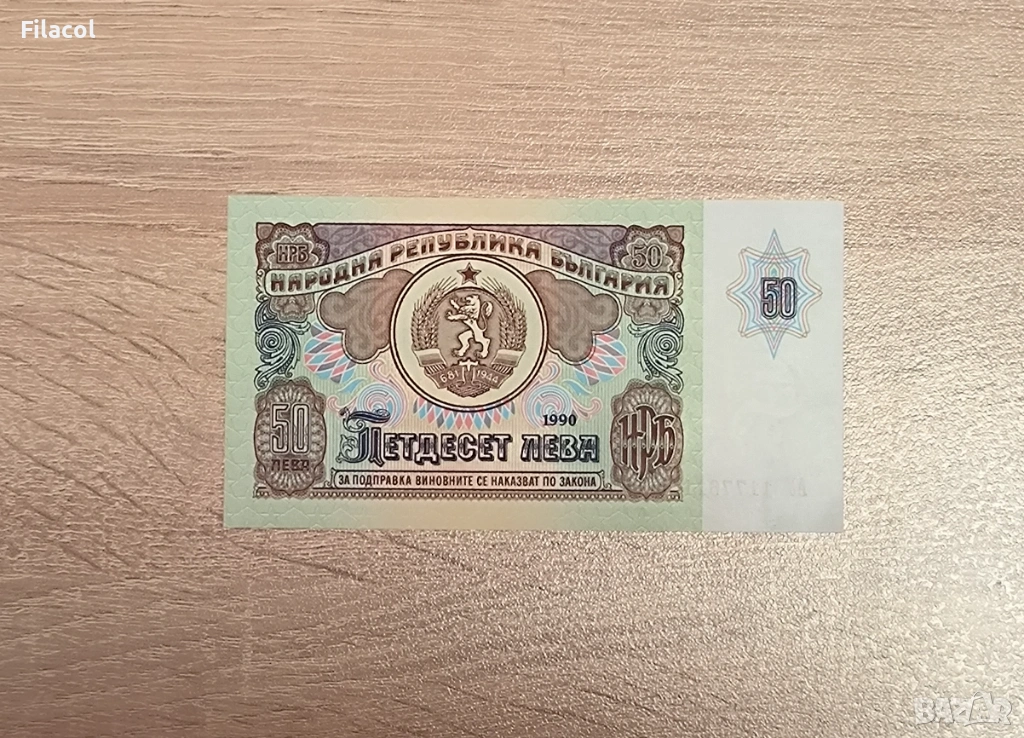 Filacol
НРБ
50
НАРОДНА РЕПУБЛИКА БЪЛГАРИЯ
50
681 1944
1990
50
ЛЕВА
ПЕТДЕСЕТ ЛЕВА
НРБ
ЗА ПОДПРАВКА ВИНОВНИТЕ СЕ НАКАЗВАТ ПО ЗАКОНА
BAZAR